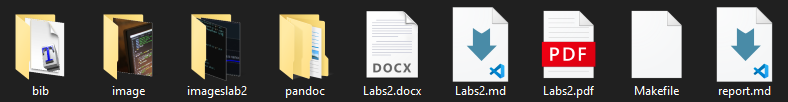 DOCX
PDF
bib
image
imageslab2
pandoc
Labs2.docx
Labs2.md
Labs2.pdf
Makefile
report.md